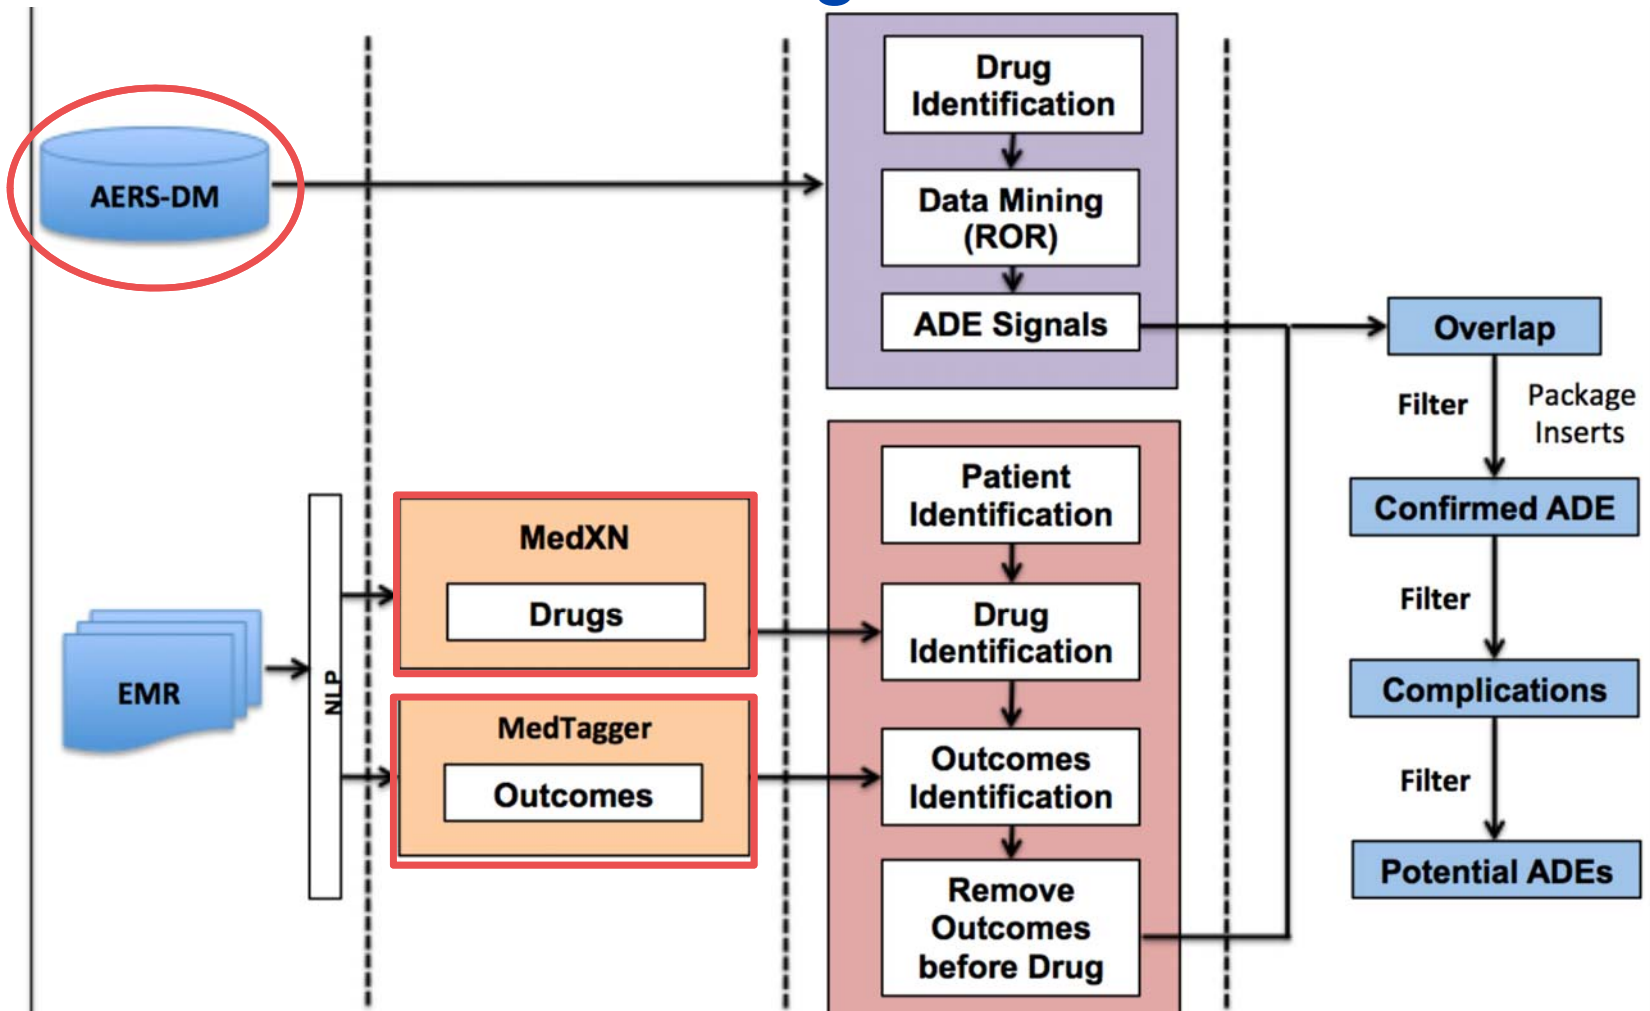 Drug
Identification
AERS-DM
Data Mining
(ROR)
ADE Signals
Overlap
Filter
Package
Inserts
Patient
Identification
Confirmed ADE
MedXN
Drugs
Drug
Identification
Filter
EMR
NLP
Complications
MedTagger
Outcomes
Outcomes
Identification
Filter
Remove
Outcomes
before Drug
Potential ADEs